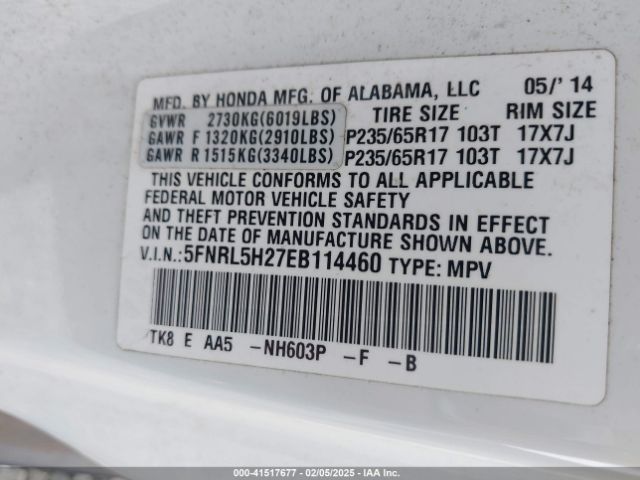 MFD. BY HONDA MFG. OF ALABAMA, LLC 05/' 14
GVWR 2730KG(6019LBS) TIRE SIZE RIM SIZE
GAWR F 1320KG(2910LBS) P235/65R17 103T 17X7J
GAWR R 1515KG(3340LBS) P235/65R17 103T 17X7J
THIS VEHICLE CONFORMS TO ALL APPLICABLE
FEDERAL MOTOR VEHICLE SAFETY
AND THEFT PREVENTION STANDARDS IN EFFECT
ON THE DATE OF MANUFACTURE SHOWN ABOVE.
V.I.N.:5FNRL5H27EB114460 TYPE: MPV
TK8 E AA5 -NH603P -F -B
000-41517677 - 02/05/2025 - IAA Inc.